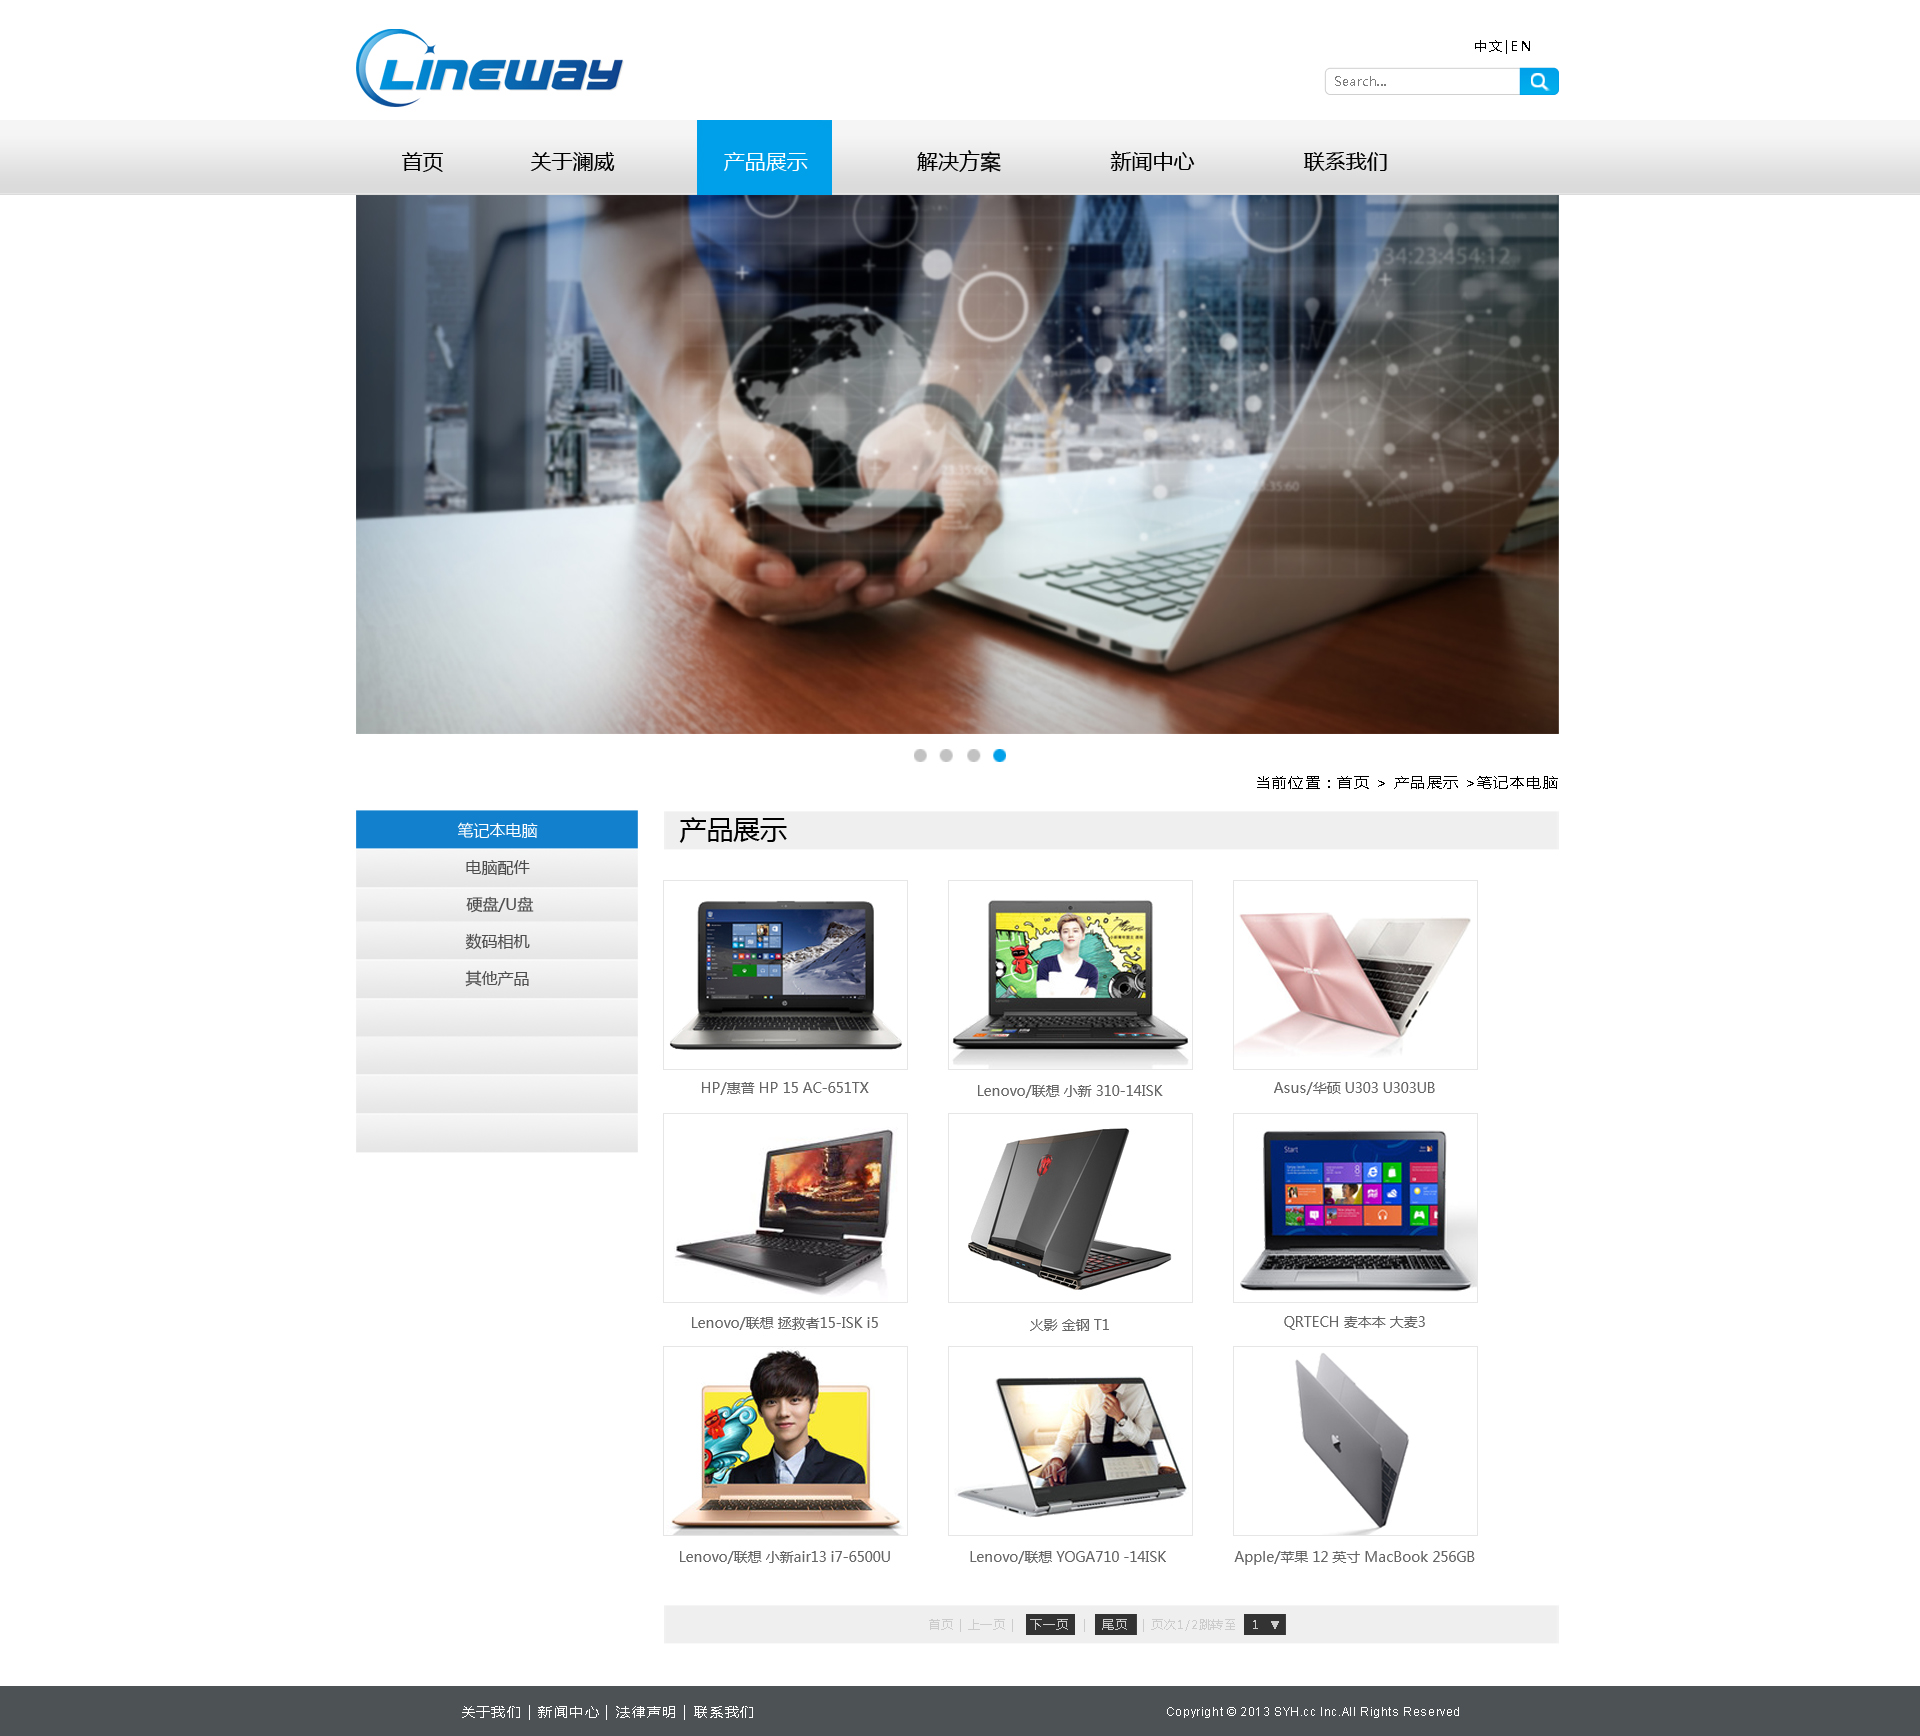 Lineway
中文|EN
Search...
首页 关于澜威 产品展示 解决方案 新闻中心 联系我们
134:23:454:12
35:60
当前位置：首页 > 产品展示 >笔记本电脑
笔记本电脑
电脑配件
硬盘/U盘
数码相机
其他产品
产品展示
HP/惠普 HP 15 AC-651TX
Lenovo/联想 小新 310-14ISK
Asus/华硕 U303 U303UB
Start
Lenovo/联想 拯救者15-ISK i5
火影 金钢 T1
QRTECH 麦本本 大麦3
Lenovo/联想 小新air13 i7-6500U
Lenovo/联想 YOGA710 -14ISK
Apple/苹果 12 英寸 MacBook 256GB
首页 | 上一页 | 下一页 | 尾页 | 页次1/2跳转至 1 ▼
关于我们 | 新闻中心 | 法律声明 | 联系我们
Copyright © 2013 SYH.cc Inc.All Rights Reserved